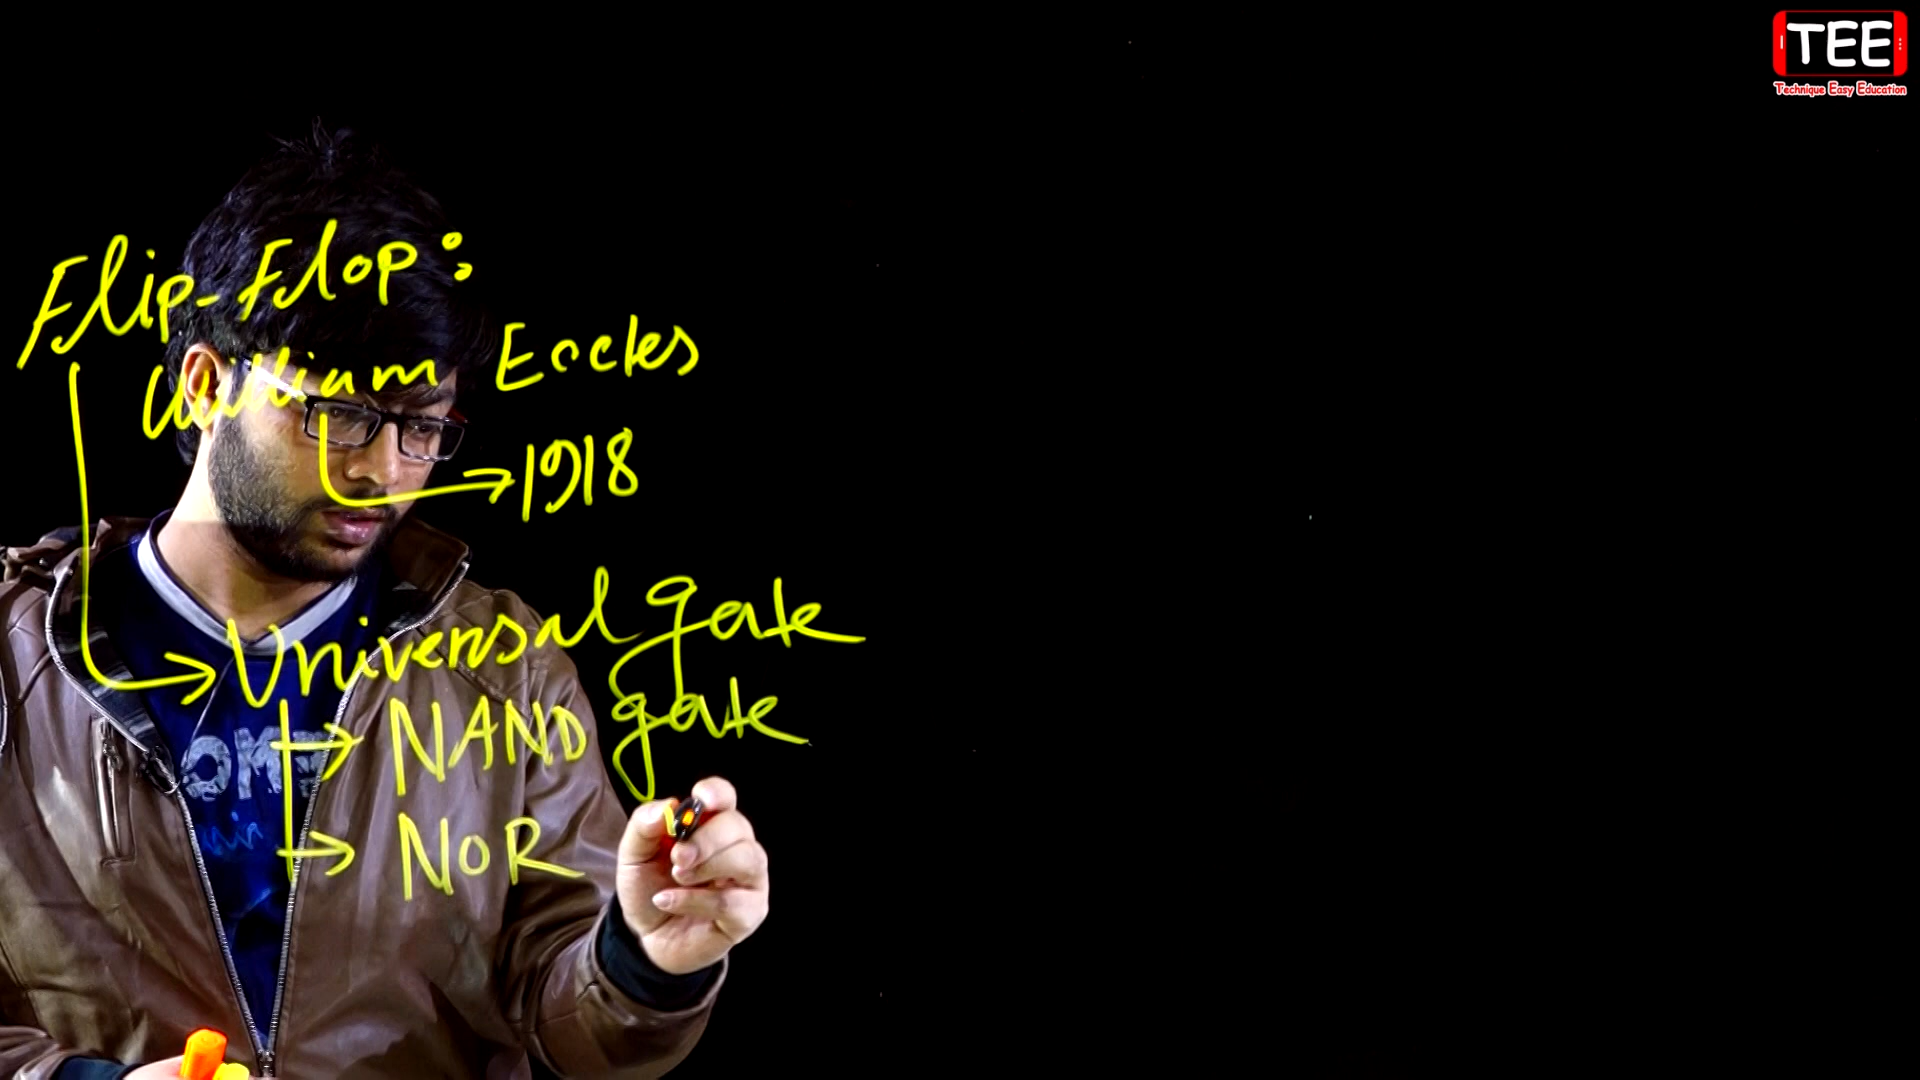 TEE
Technique Easy Education
Flip-Flop:
William Eccles
1918
Universal gate
NAND gate
NOR